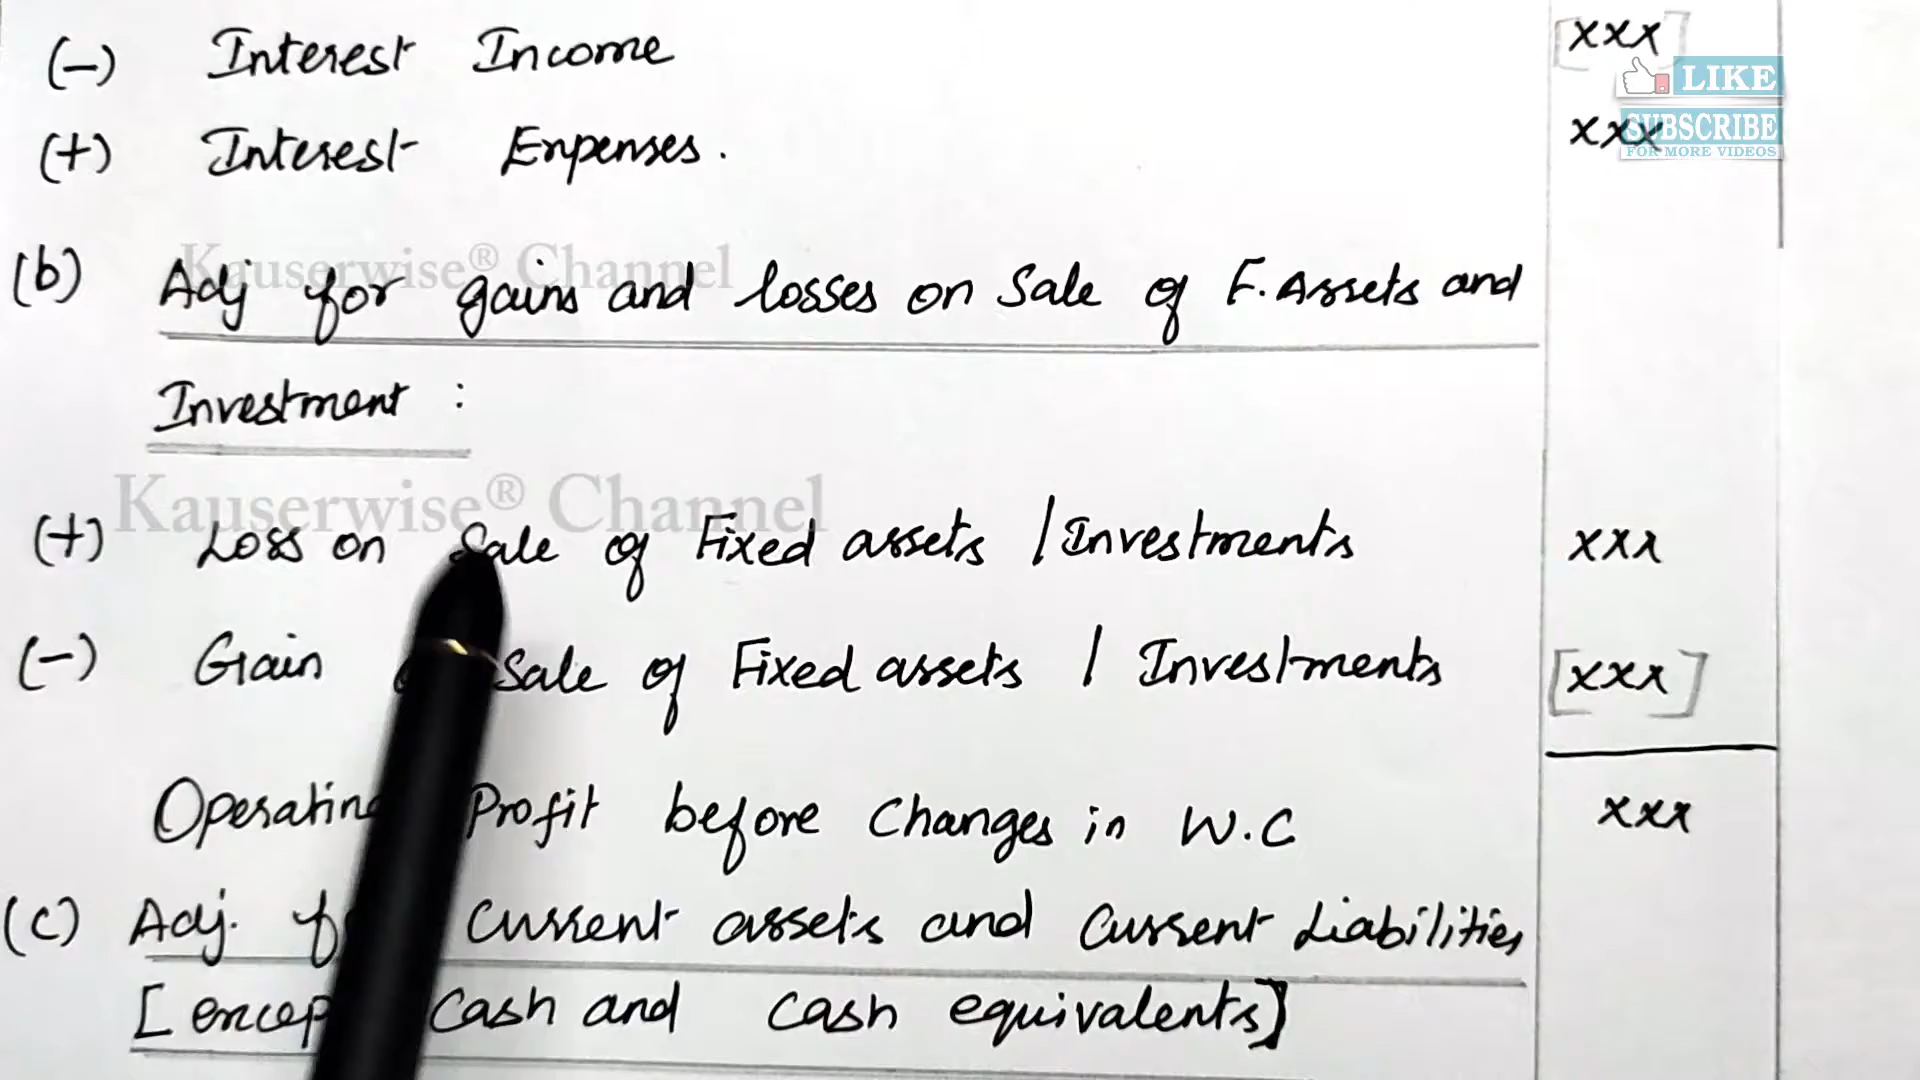 (-) Interest Income [xxx]
LIKE
(+) Interest Expenses. xxx
SUBSCRIBE
FOR MORE VIDEOS
Kauserwise® Channel
(b) Adj for gains and losses on Sale of F. Assets and
Investment :
Kauserwise® Channel
(+) Loss on Sale of Fixed assets / Investments xxx
(-) Gain Sale of Fixed assets / Investments [xxx]
Operating Profit before changes in W.C xxx
(c) Adj. current assets and current Liabilities
[ Cash and cash equivalents]